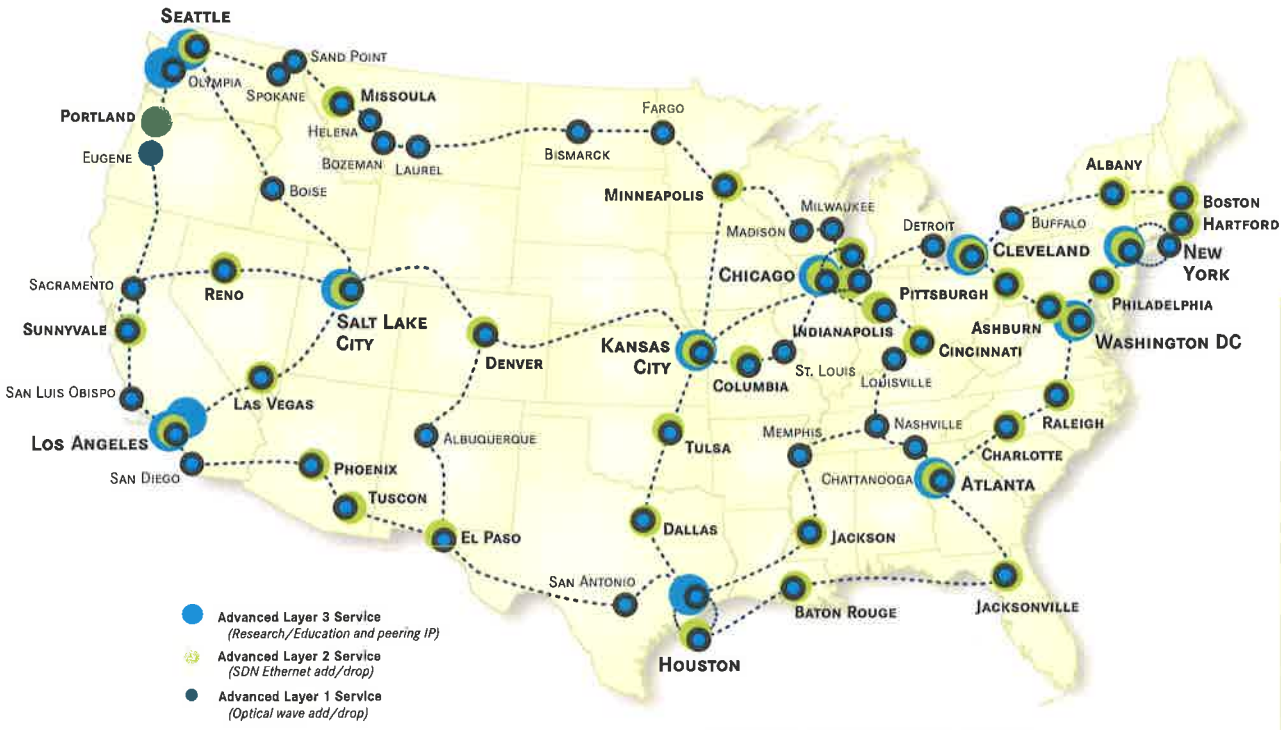 SEATTLE
SAND POINT
OLYMPIA
SPOKANE
MISSOULA
PORTLAND
HELENA
FARGO
EUGENE
BOZEMAN
LAUREL
BISMARCK
ALBANY
BOISE
MINNEAPOLIS
BOSTON
MILWAUKEE
MADISON
DETROIT
BUFFALO
HARTFORD
CLEVELAND
NEW
YORK
CHICAGO
SACRAMENTO
RENO
PITTSBURGH
PHILADELPHIA
SALT LAKE
CITY
SUNNYVALE
INDIANAPOLIS
ASHBURN
WASHINGTON DC
KANSAS
CITY
CINCINNATI
DENVER
ST. LOUIS
COLUMBIA
LOUISVILLE
SAN LUIS OBISPO
LAS VEGAS
RALEIGH
LOS ANGELES
ALBUQUERQUE
TULSA
MEMPHIS
NASHVILLE
CHARLOTTE
SAN DIEGO
PHOENIX
CHATTANOOGA
ATLANTA
TUSCON
DALLAS
JACKSON
EL PASO
SAN ANTONIO
BATON ROUGE
JACKSONVILLE
HOUSTON
Advanced Layer 3 Service
(Research/Education and peering IP)
Advanced Layer 2 Service
(SDN Ethernet add/drop)
Advanced Layer 1 Service
(Optical wave add/drop)